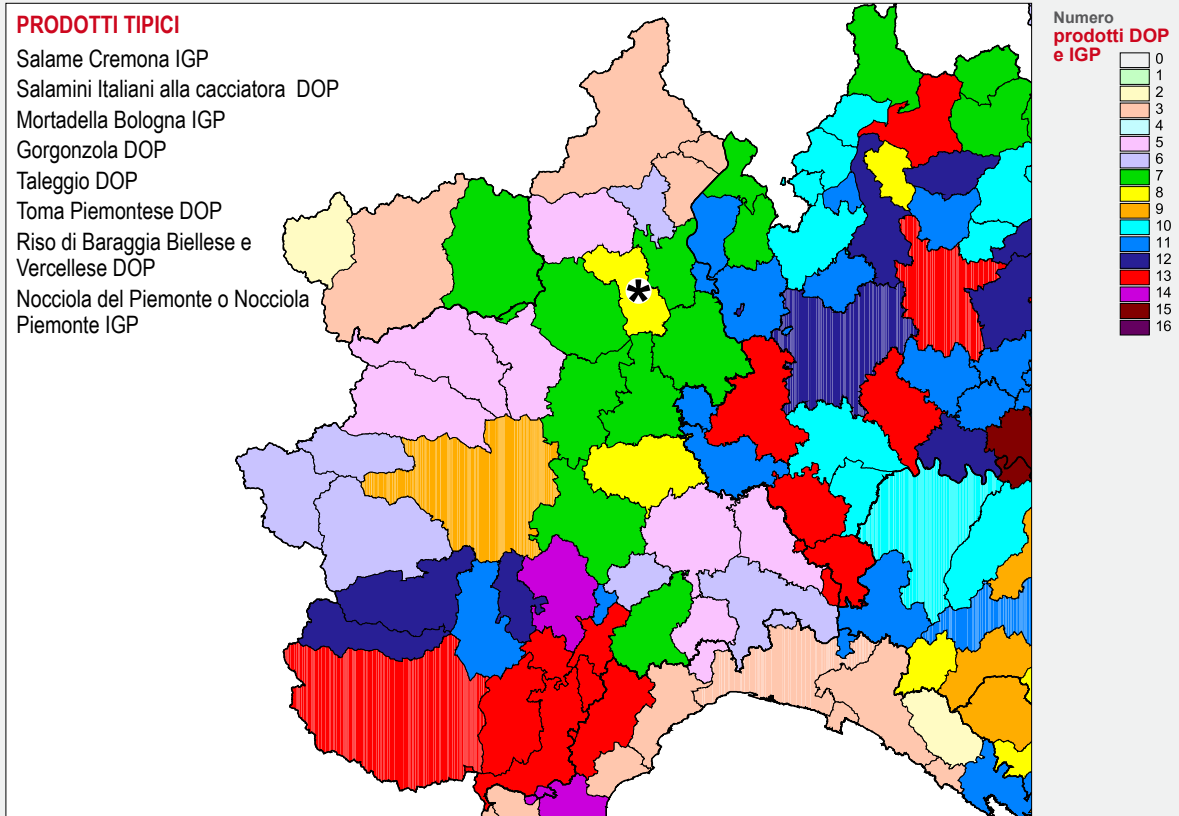 PRODOTTI TIPICI
Salame Cremona IGP
Salamini Italiani alla cacciatora  DOP
Mortadella Bologna IGP
Gorgonzola DOP
Taleggio DOP
Toma Piemontese DOP
Riso di Baraggia Biellese e
Vercellese DOP
Nocciola del Piemonte o Nocciola
Piemonte IGP
*
Numero
prodotti DOP
e IGP
0
1
2
3
4
5
6
7
8
9
10
11
12
13
14
15
16